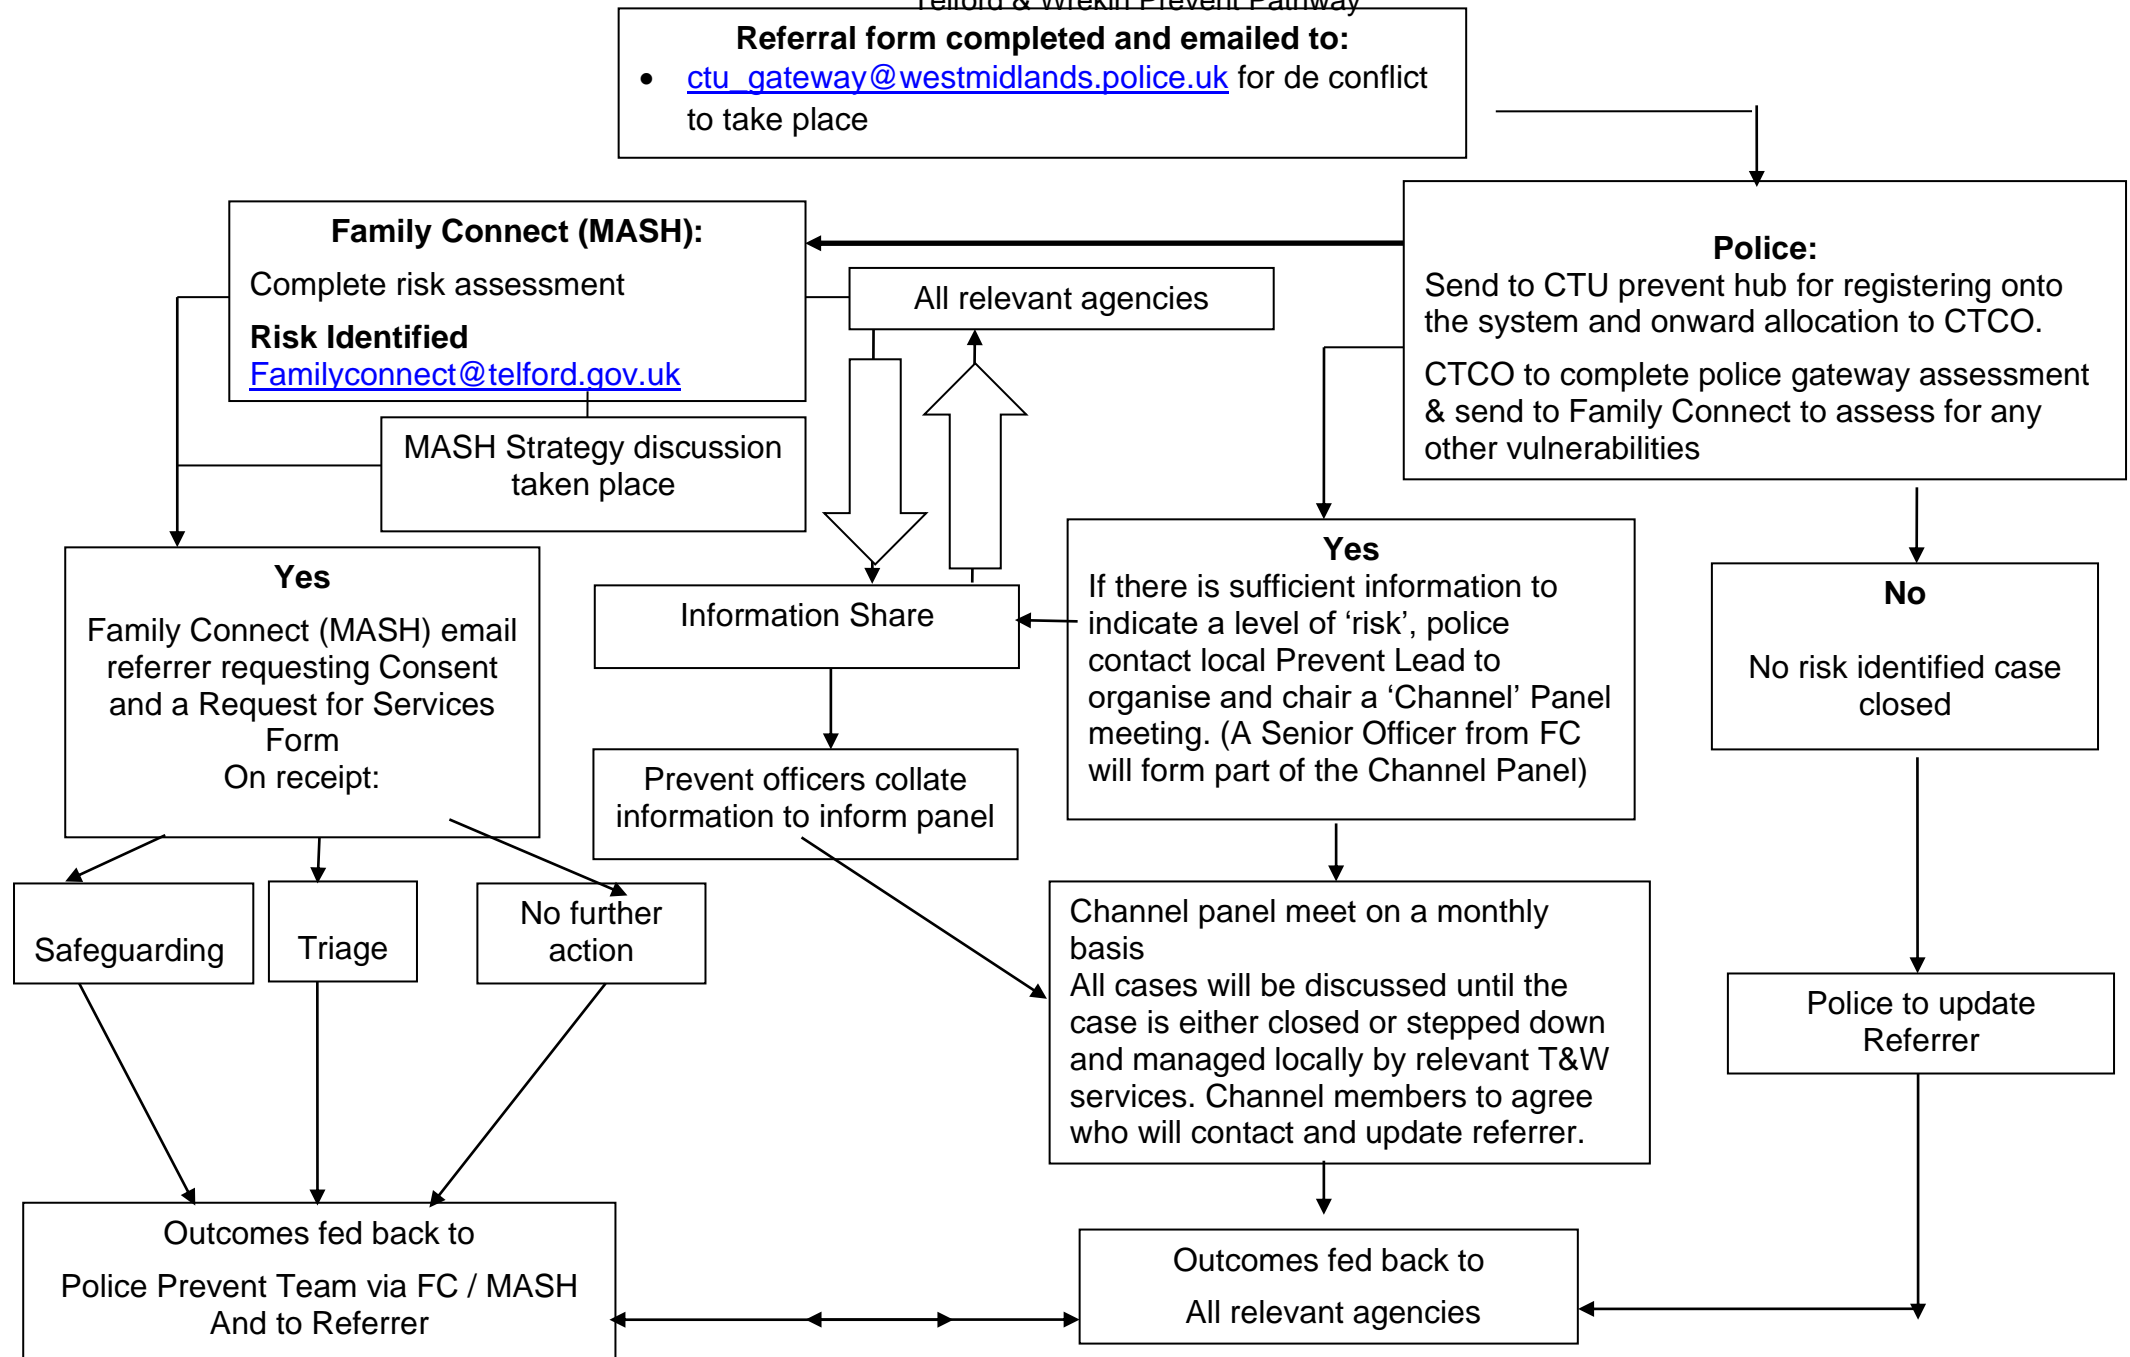 Telford & Wrekin Prevent Pathway
Referral form completed and emailed to:
• ctu_gateway@westmidlands.police.uk for de conflict
to take place
Family Connect (MASH):
Complete risk assessment
Risk Identified
Familyconnect@telford.gov.uk
All relevant agencies
Police:
Send to CTU prevent hub for registering onto
the system and onward allocation to CTCO.
CTCO to complete police gateway assessment
& send to Family Connect to assess for any
other vulnerabilities
MASH Strategy discussion
taken place
Yes
Family Connect (MASH) email
referrer requesting Consent
and a Request for Services
Form
On receipt:
Information Share
Yes
If there is sufficient information to
indicate a level of ‘risk’, police
contact local Prevent Lead to
organise and chair a ‘Channel’ Panel
meeting. (A Senior Officer from FC
will form part of the Channel Panel)
No
No risk identified case
closed
Prevent officers collate
information to inform panel
Safeguarding
Triage
No further
action
Channel panel meet on a monthly
basis
All cases will be discussed until the
case is either closed or stepped down
and managed locally by relevant T&W
services. Channel members to agree
who will contact and update referrer.
Police to update
Referrer
Outcomes fed back to
Police Prevent Team via FC / MASH
And to Referrer
Outcomes fed back to
All relevant agencies